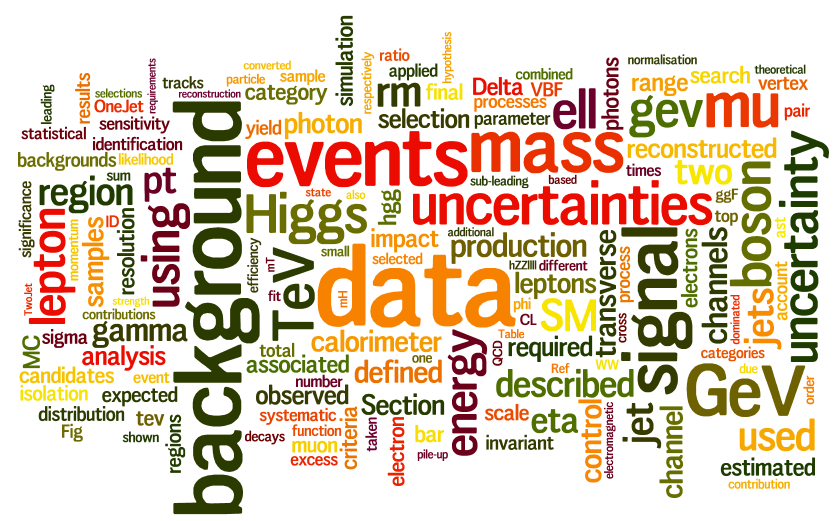 leading
results
selections
OneJet
requirements
statistical
sensitivity
identification
backgrounds
likelihood
sum
significance
region
pt
momentum
ID
samples
resolution
using
lepton
TwoJet
strength
contributions
MC
sigma
gamma
analysis
candidates
event
isolation
expected
distribution
tev
Fig
shown
regions
background
converted
particle
sample
tracks
reconstruction
category
simulation
ratio
respectively
applied
hypothesis
combined
rm
final
Delta
VBF
processes
yield
photon
selection
parameter
ell
photons
normalisation
theoretical
range
search
vertex
gev
mu
pair
events
mass
reconstructed
times
two
state
also
sub-leading
based
Higgs
hgg
uncertainties
ggF
top
boson
uncertainty
ast
account
efficiency
mT
fit
TeV
small
impact
selected
additional
production
hZZllll
different
data
mH
phi
leptons
CL
SM
transverse
process
cross
signal
electrons
channels
dominated
jets
calorimeter
Table
QCD
required
Ref
ww
categories
due
order
total
associated
one
defined
energy
described
GeV
number
observed
Section
systematic
function
criteria
taken
decays
muon
excess
electron
bar
pile-up
scale
eta
invariant
control
electromagnetic
jet
channel
used
estimated
contribution